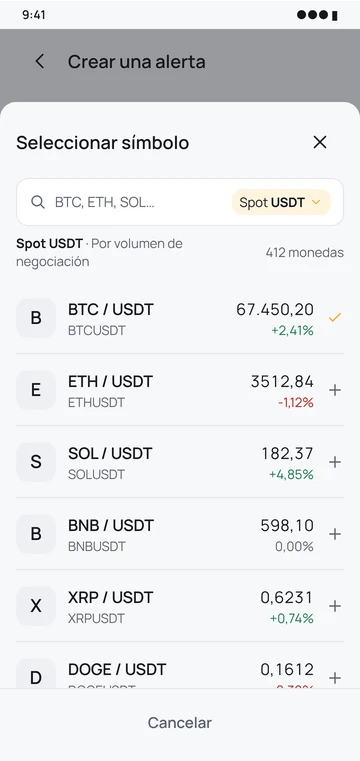 9:41
Crear una alerta
Seleccionar símbolo
BTC, ETH, SOL...
Spot USDT
Spot USDT · Por volumen de
negociación
412 monedas
B
BTC / USDT
67.450,20
BTCUSDT
+2,41%
E
ETH / USDT
3512,84
ETHUSDT
-1,12%
S
SOL / USDT
182,37
SOLUSDT
+4,85%
B
BNB / USDT
598,10
BNBUSDT
0,00%
X
XRP / USDT
0,6231
XRPUSDT
+0,74%
D
DOGE / USDT
0,1612
Cancelar